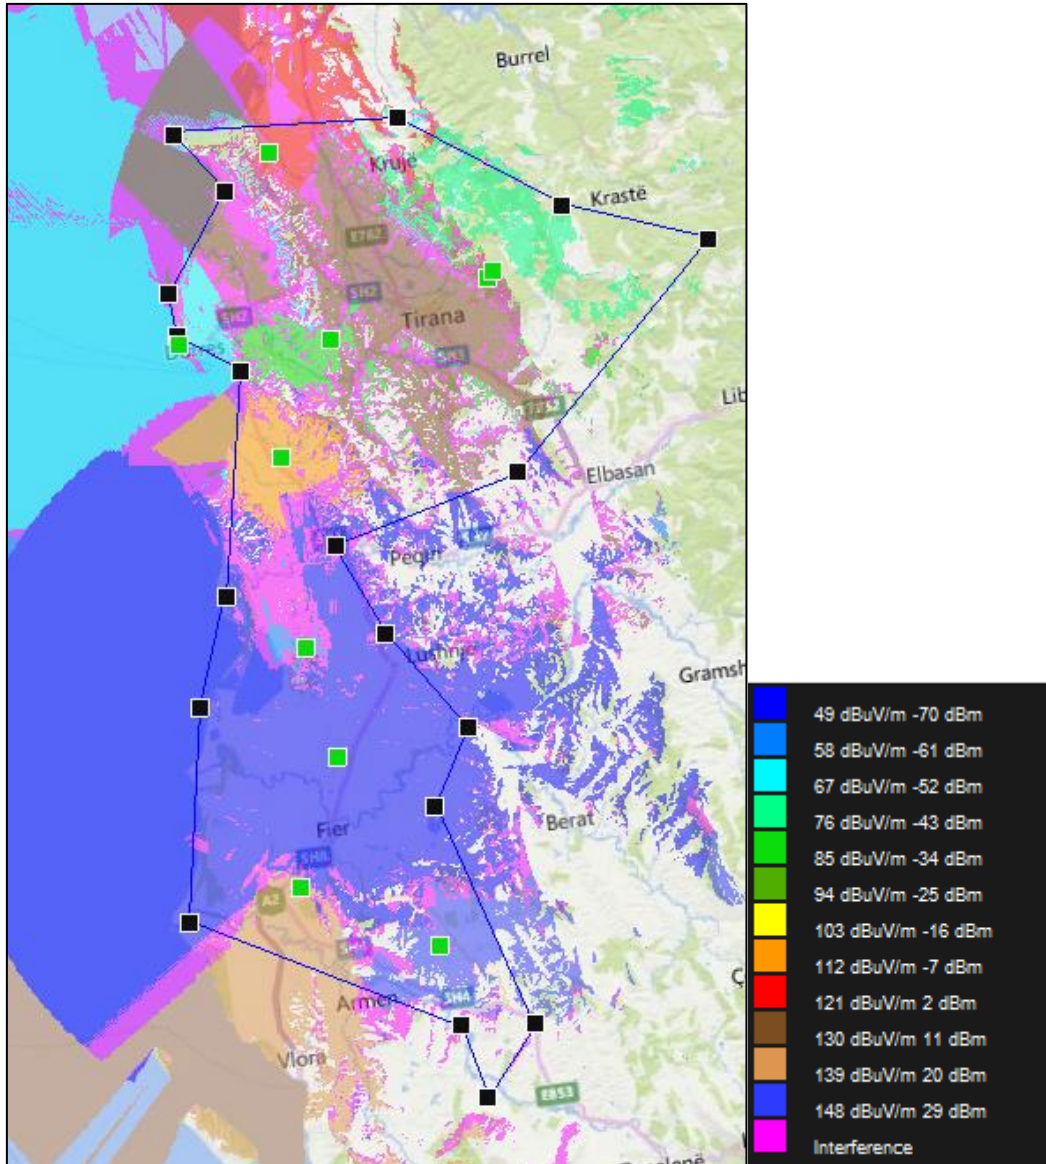 Burrel
Krujë
Krastë
E762
SH2
SH2
Tirana
Durrës
Elbasan
Peqin
Lushnjë
Gramsh
Berat
Fier
SH8
A2
SH4
Armen
Vlora
E853
49 dBuV/m -70 dBm
58 dBuV/m -61 dBm
67 dBuV/m -52 dBm
76 dBuV/m -43 dBm
85 dBuV/m -34 dBm
94 dBuV/m -25 dBm
103 dBuV/m -16 dBm
112 dBuV/m -7 dBm
121 dBuV/m 2 dBm
130 dBuV/m 11 dBm
139 dBuV/m 20 dBm
148 dBuV/m 29 dBm
Interference